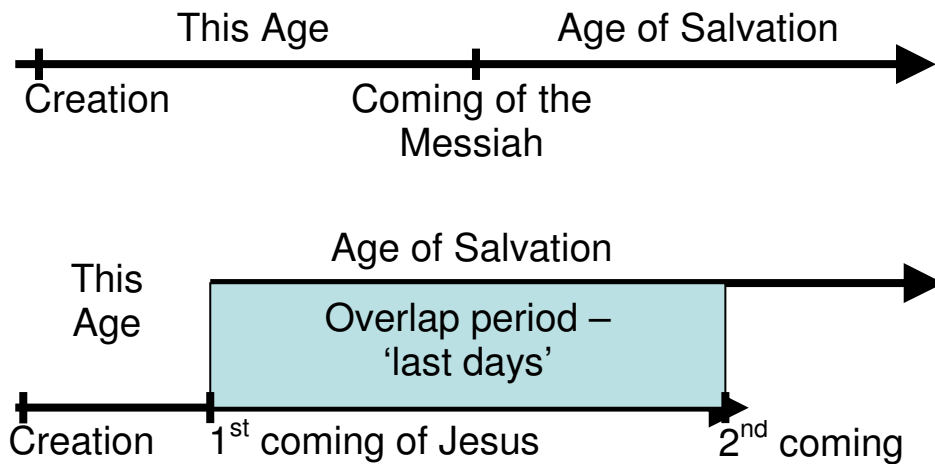 This Age Age of Salvation
Creation Coming of the
Messiah
Age of Salvation
This
Age
Overlap period –
‘last days’
Creation 1st coming of Jesus 2nd coming